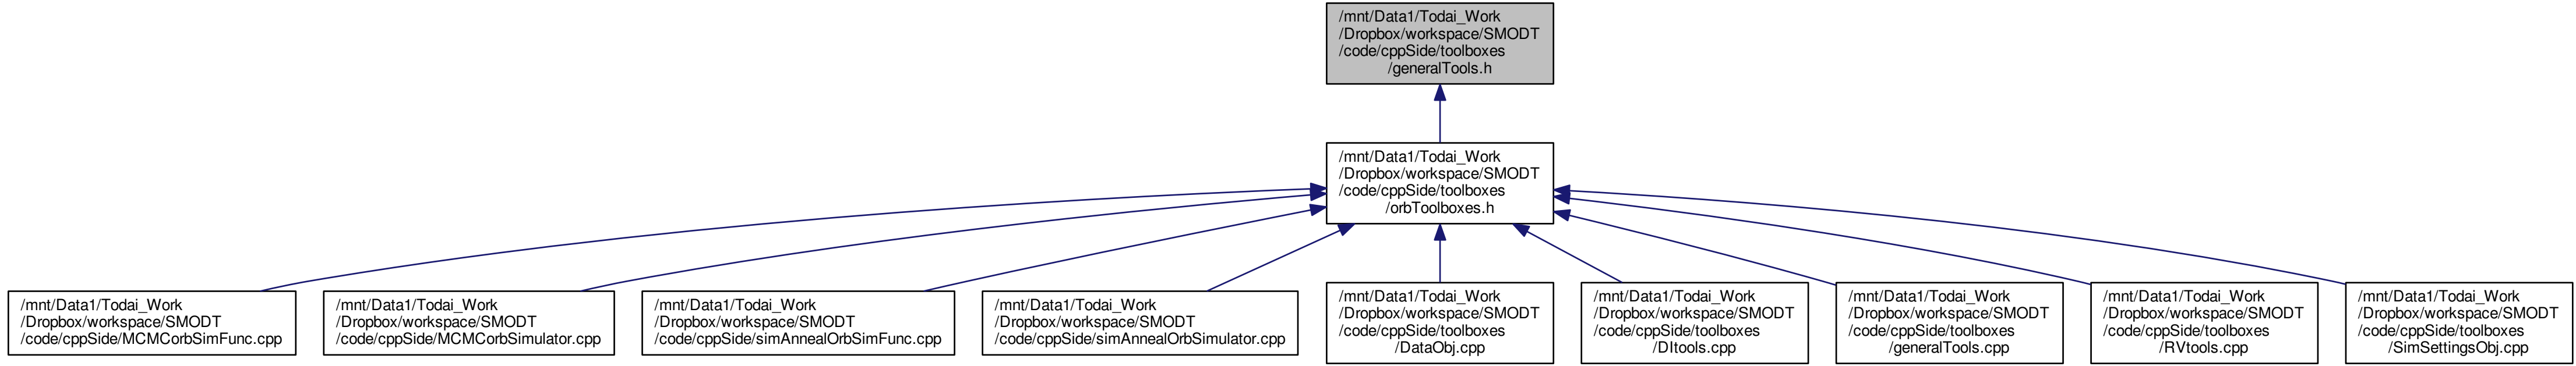 /mnt/Data1/Todai_Work
/Dropbox/workspace/SMODT
/code/cppSide/toolboxes
/generalTools.h
/mnt/Data1/Todai_Work
/Dropbox/workspace/SMODT
/code/cppSide/toolboxes
/orbToolboxes.h
/mnt/Data1/Todai_Work
/Dropbox/workspace/SMODT
/code/cppSide/MCMCorbSimFunc.cpp
/mnt/Data1/Todai_Work
/Dropbox/workspace/SMODT
/code/cppSide/MCMCorbSimulator.cpp
/mnt/Data1/Todai_Work
/Dropbox/workspace/SMODT
/code/cppSide/simAnnealOrbSimFunc.cpp
/mnt/Data1/Todai_Work
/Dropbox/workspace/SMODT
/code/cppSide/simAnnealOrbSimulator.cpp
/mnt/Data1/Todai_Work
/Dropbox/workspace/SMODT
/code/cppSide/toolboxes
/DataObj.cpp
/mnt/Data1/Todai_Work
/Dropbox/workspace/SMODT
/code/cppSide/toolboxes
/DItools.cpp
/mnt/Data1/Todai_Work
/Dropbox/workspace/SMODT
/code/cppSide/toolboxes
/generalTools.cpp
/mnt/Data1/Todai_Work
/Dropbox/workspace/SMODT
/code/cppSide/toolboxes
/RVtools.cpp
/mnt/Data1/Todai_Work
/Dropbox/workspace/SMODT
/code/cppSide/toolboxes
/SimSettingsObj.cpp